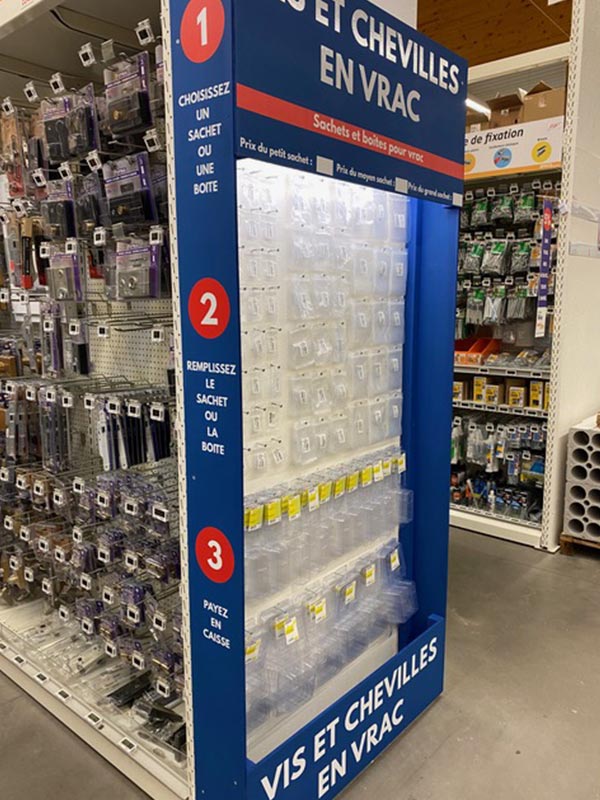 1
CHOISISSEZ
UN
SACHET
OU
UNE
BOITE
2
REMPLISSEZ
LE
SACHET
OU
LA
BOITE
3
PAYEZ
EN
CAISSE
VIS ET CHEVILLES
EN VRAC
Sachets et boîtes pour vrac
Prix du petit sachet :
Prix du moyen sachet :
Prix du grand sachet :
VIS ET CHEVILLES
EN VRAC
e de fixation